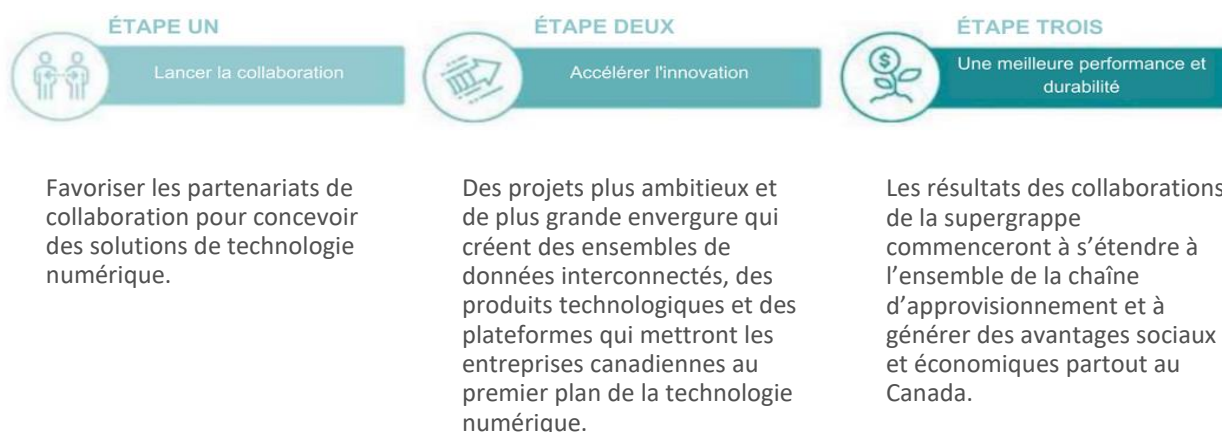 ÉTAPE UN
Lancer la collaboration
Favoriser les partenariats de
collaboration pour concevoir
des solutions de technologie
numérique.
ÉTAPE DEUX
Accélérer l'innovation
Des projets plus ambitieux et
de plus grande envergure qui
créent des ensembles de
données interconnectés, des
produits technologiques et des
plateformes qui mettront les
entreprises canadiennes au
premier plan de la technologie
numérique.
ÉTAPE TROIS
Une meilleure performance et
durabilité
Les résultats des collaborations
de la supergrappe
commenceront à s’étendre à
l’ensemble de la chaîne
d’approvisionnement et à
générer des avantages sociaux
et économiques partout au
Canada.